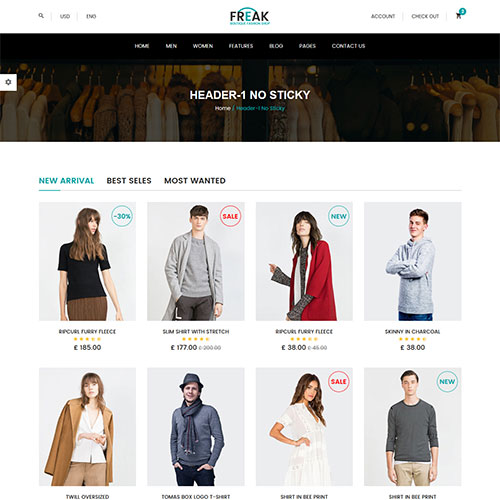 USD ENG
FREAK
BOUTIQUE FASHION SHOP
ACCOUNT CHECK OUT
HOME MEN WOMEN FEATURES BLOG PAGES CONTACT US
HEADER-1 NO STICKY
Home / Header-1 No Sticky
NEW ARRIVAL BEST SELES MOST WANTED
-30% SALE NEW
RIPCURL FURRY FLEECE SLIM SHIRT WITH STRETCH RIPCURL FURRY FLEECE SKINNY IN CHARCOAL
£ 185.00 £ 177.00 £ 200.00 £ 38.00 £ 45.00 £ 38.00
SALE NEW
TWILL OVERSIZED TOMAS BOX LOGO T-SHIRT SHIRT IN BEE PRINT SHIRT IN BEE PRINT